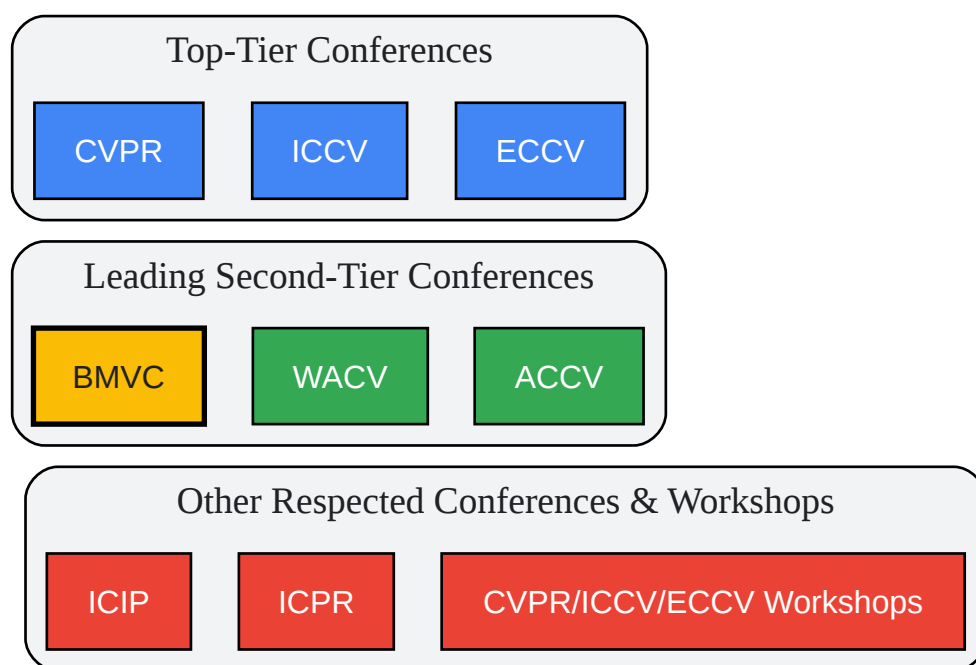 Top-Tier Conferences
CVPR ICCV ECCV
Leading Second-Tier Conferences
BMVC WACV ACCV
Other Respected Conferences & Workshops
ICIP ICPR CVPR/ICCV/ECCV Workshops